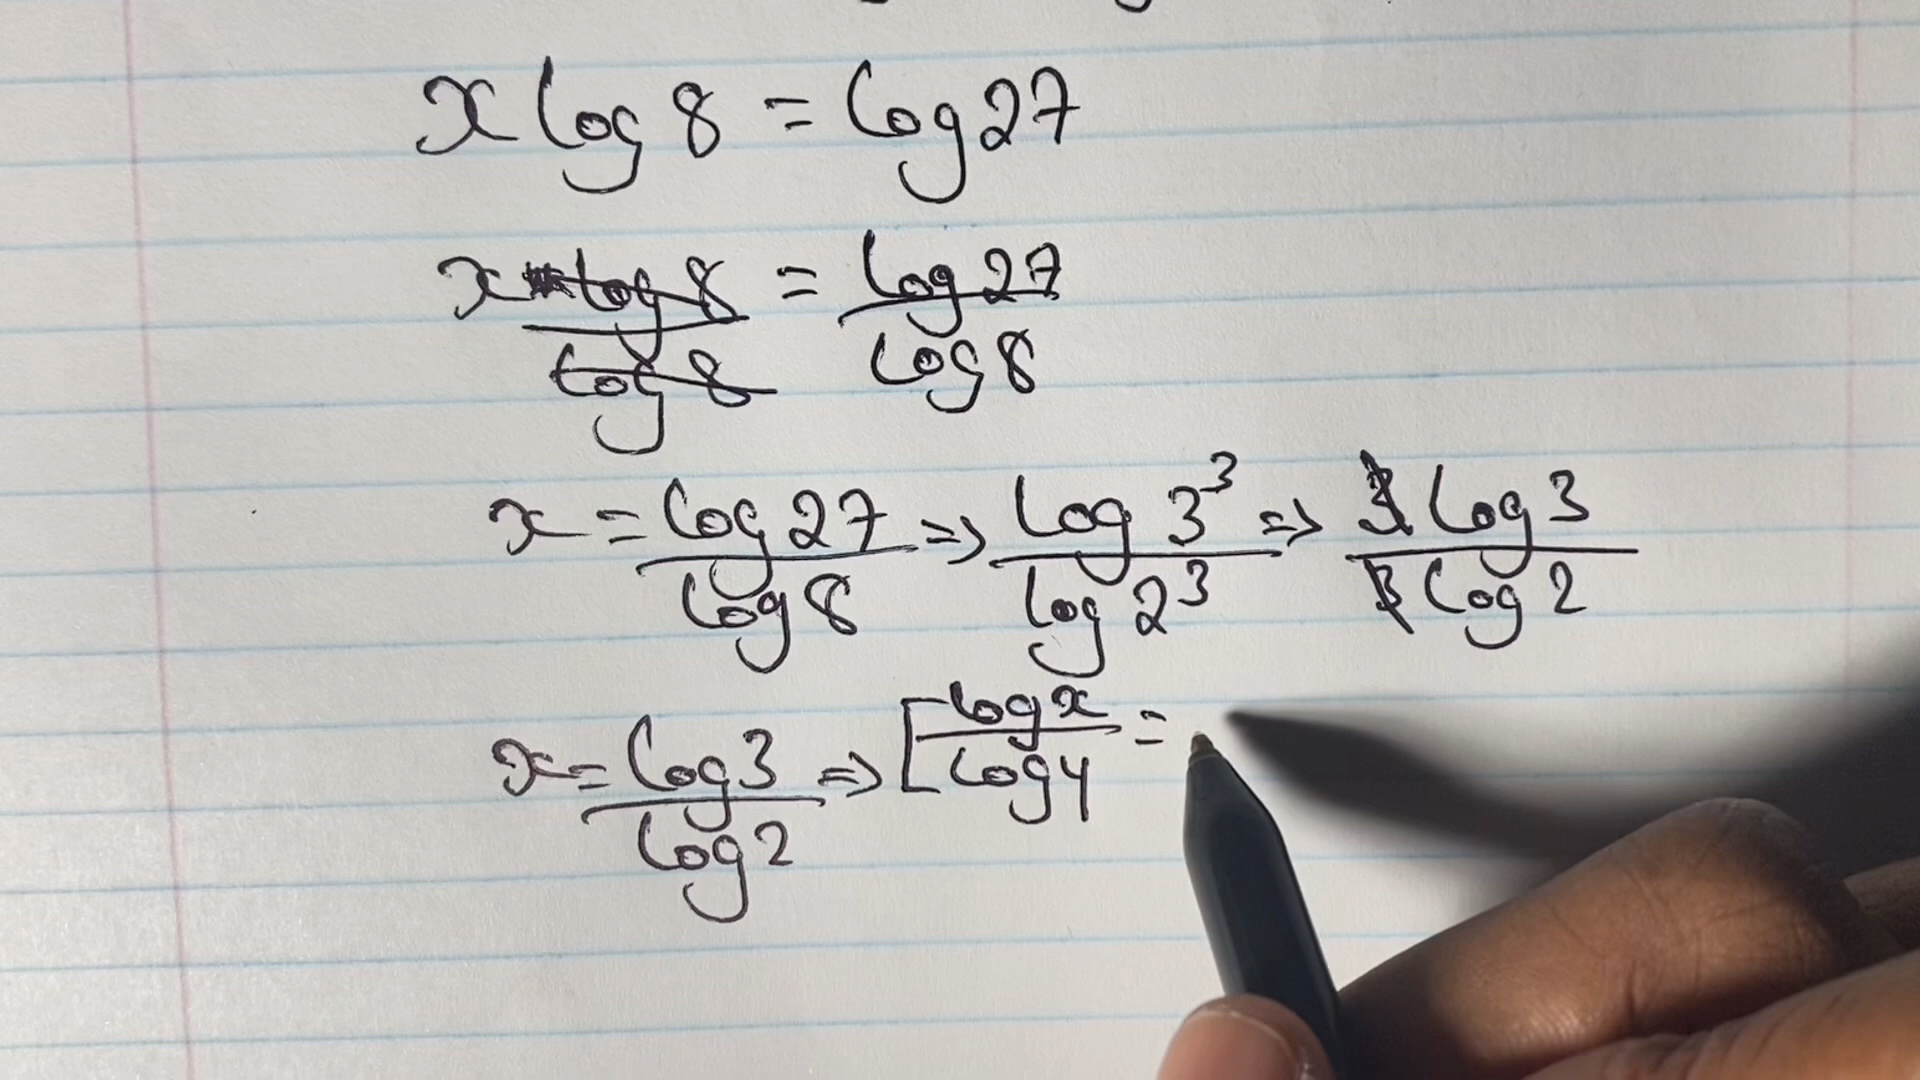 x log 8 = log 27
x log 8 / log 8 = log 27 / log 8
x = log 27 / log 8 => log 3³ / log 2³ => 3 log 3 / 3 log 2
x = log 3 / log 2 => [ log x / log y =